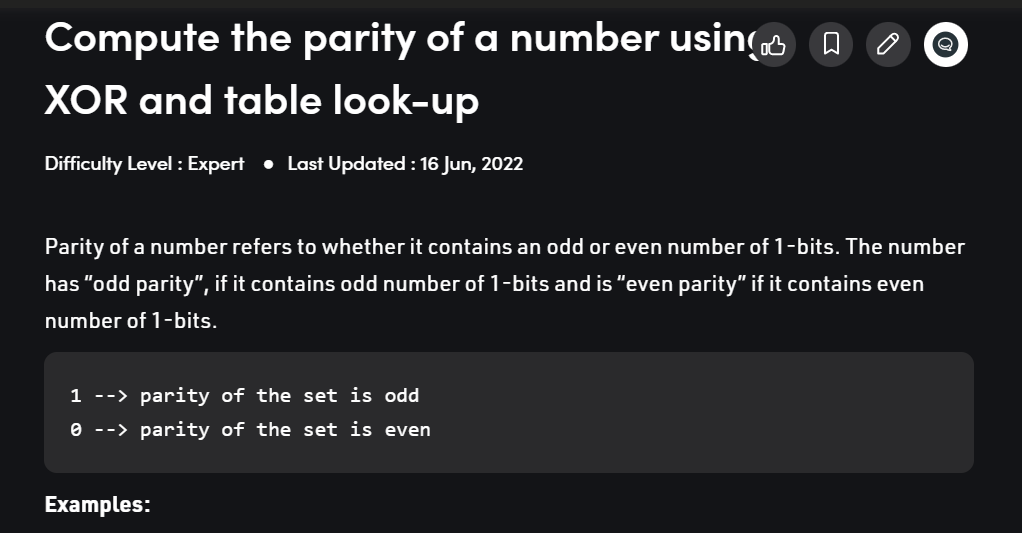 Compute the parity of a number using
XOR and table look-up
Difficulty Level : Expert ● Last Updated : 16 Jun, 2022
Parity of a number refers to whether it contains an odd or even number of 1-bits. The number
has “odd parity”, if it contains odd number of 1-bits and is “even parity” if it contains even
number of 1-bits.
1 --> parity of the set is odd
0 --> parity of the set is even
Examples: